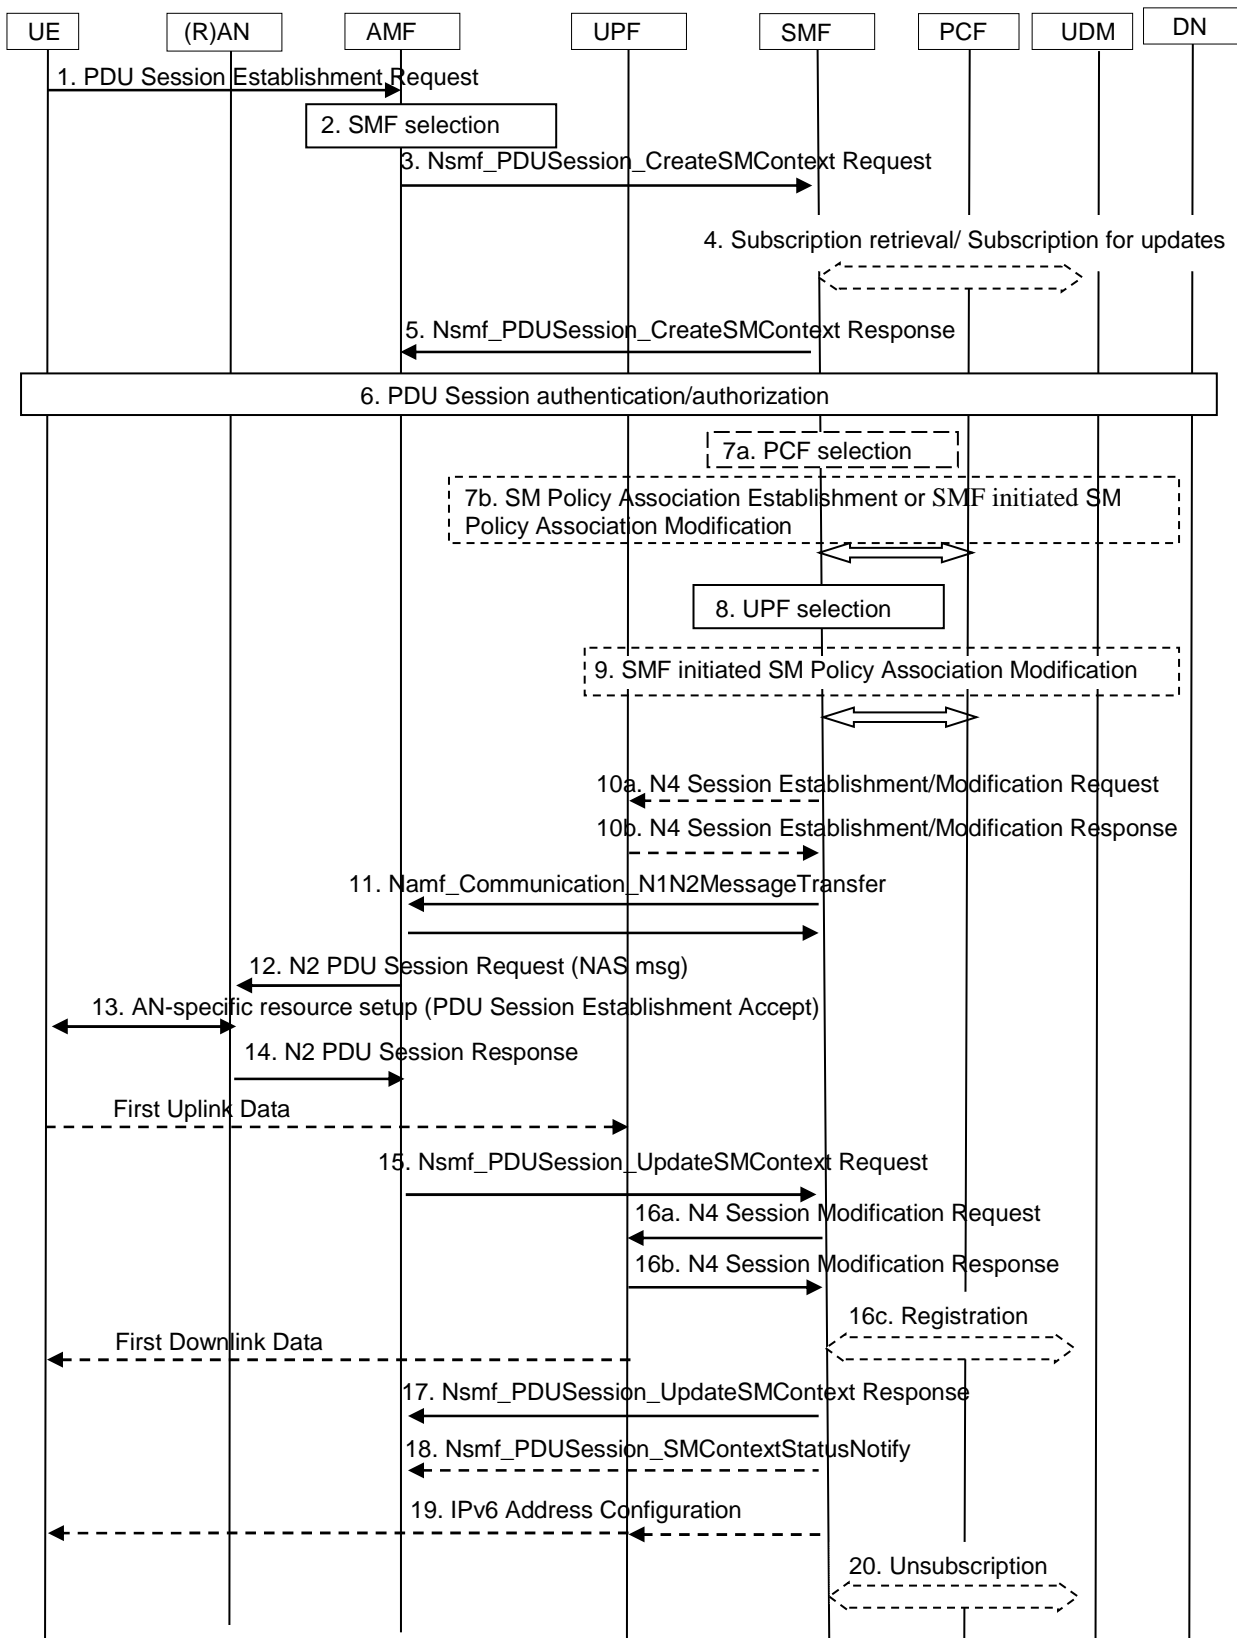 UE (R)AN AMF UPF SMF PCF UDM DN
1. PDU Session Establishment Request
2. SMF selection
3. Nsmf_PDUSession_CreateSMContext Request
4. Subscription retrieval/ Subscription for updates
5. Nsmf_PDUSession_CreateSMContext Response
6. PDU Session authentication/authorization
7a. PCF selection
7b. SM Policy Association Establishment or SMF initiated SM
Policy Association Modification
8. UPF selection
9. SMF initiated SM Policy Association Modification
10a. N4 Session Establishment/Modification Request
10b. N4 Session Establishment/Modification Response
11. Namf_Communication_N1N2MessageTransfer
12. N2 PDU Session Request (NAS msg)
13. AN-specific resource setup (PDU Session Establishment Accept)
14. N2 PDU Session Response
First Uplink Data
15. Nsmf_PDUSession_UpdateSMContext Request
16a. N4 Session Modification Request
16b. N4 Session Modification Response
16c. Registration
First Downlink Data
17. Nsmf_PDUSession_UpdateSMContext Response
18. Nsmf_PDUSession_SMContextStatusNotify
19. IPv6 Address Configuration
20. Unsubscription